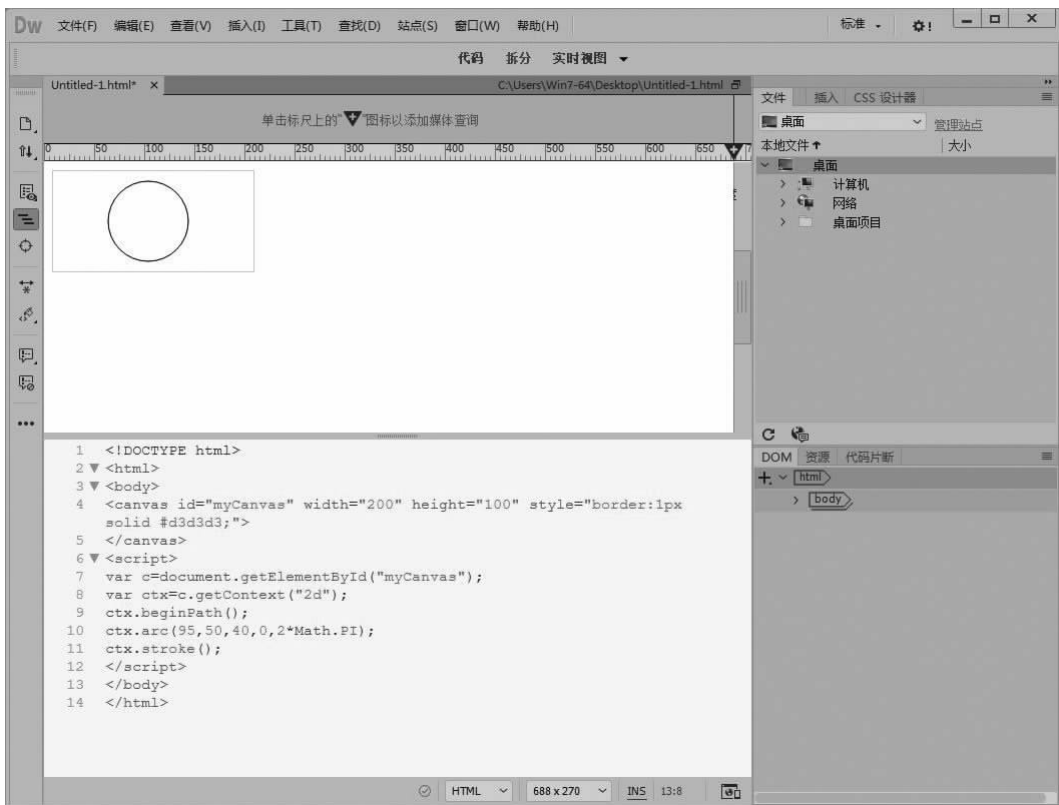 Dw 文件(F) 编辑(E) 查看(V) 插入(I) 工具(T) 查找(D) 站点(S) 窗口(W) 帮助(H) 标准
代码 拆分 实时视图
Untitled-1.html* × C:\Users\Win7-64\Desktop\Untitled-1.html
单击标尺上的"图标以添加媒体查询
0 50 100 150 200 250 300 350 400 450 500 550 600 650 7
文件 插入 CSS 设计器
桌面 管理站点
本地文件 大小
桌面
计算机
网络
桌面项目
DOM 资源 代码片断
html
body
1 <!DOCTYPE html>
2 <html>
3 <body>
4 <canvas id="myCanvas" width="200" height="100" style="border:1px
solid #d3d3d3;">
5 </canvas>
6 <script>
7 var c=document.getElementById("myCanvas");
8 var ctx=c.getContext("2d");
9 ctx.beginPath();
10 ctx.arc(95,50,40,0,2*Math.PI);
11 ctx.stroke();
12 </script>
13 </body>
14 </html>
HTML 688 x 270 INS 13:8